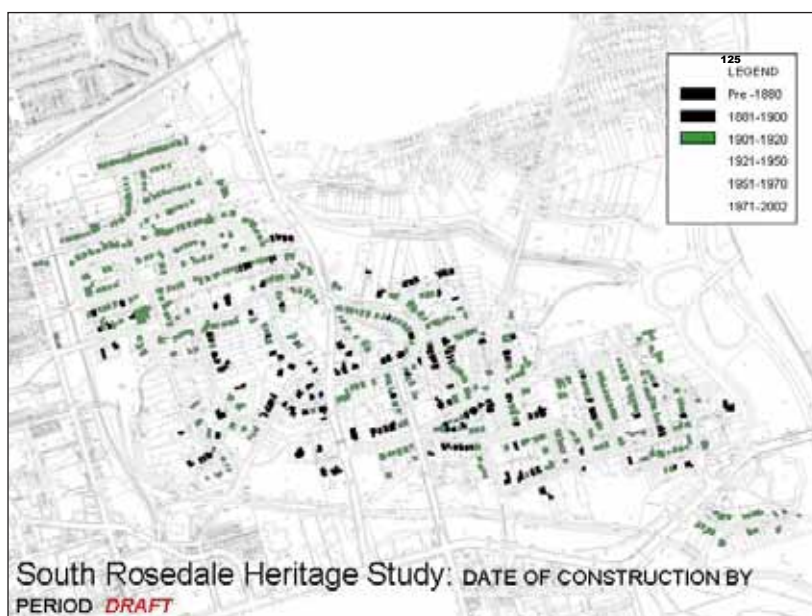 125
LEGEND
Pre -1880
1881-1900
1901-1920
1921-1950
1951-1970
1971-2002
South Rosedale Heritage Study: DATE OF CONSTRUCTION BY
PERIOD DRAFT